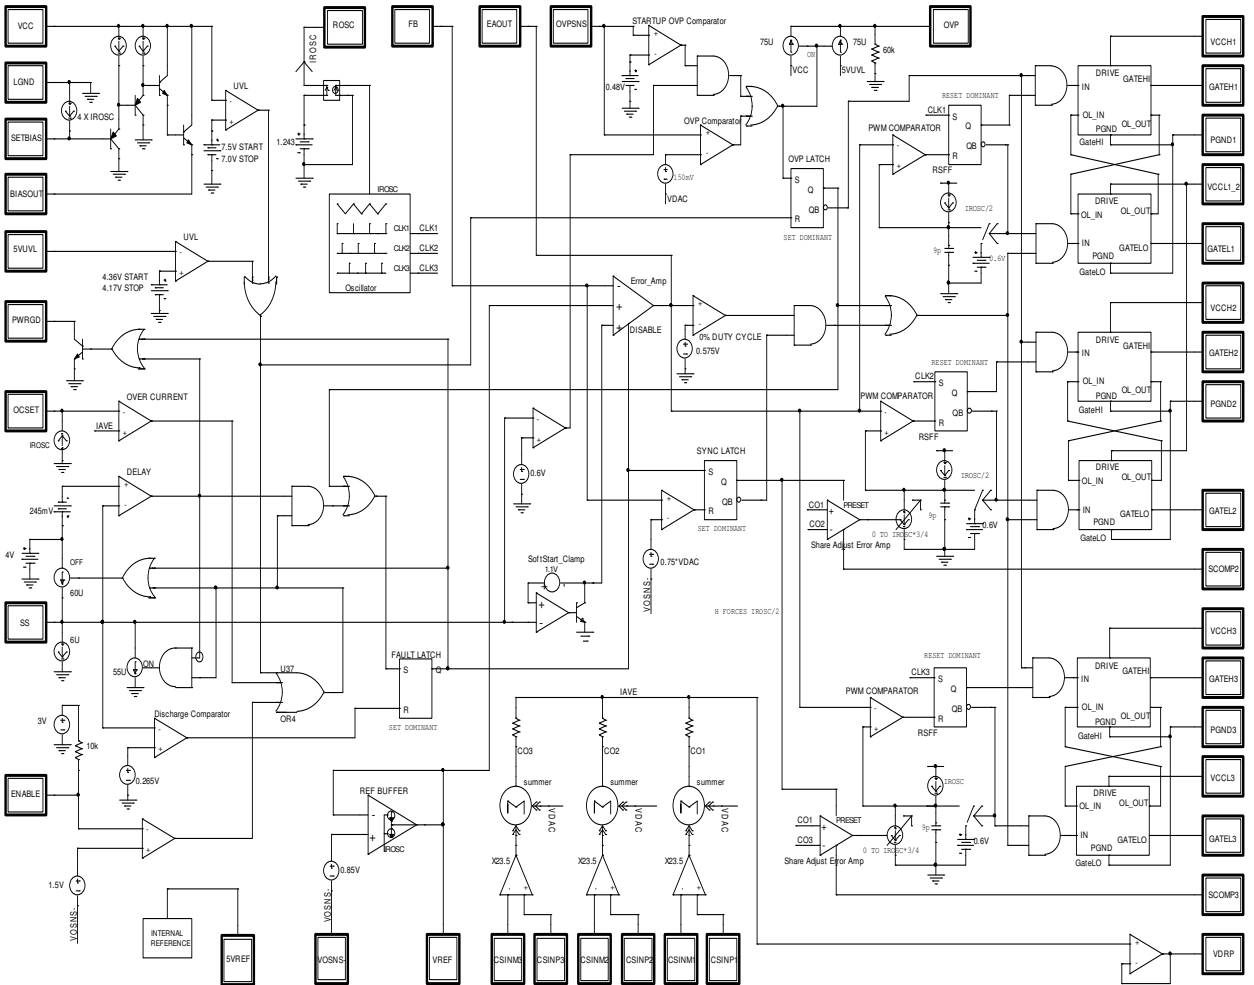 VCC
ROSC
FB
EAOUT
OVPSNS
STARTUP OVP Comparator
OVP
VCCH1
LGND
4 X IROSC
UVL
IROSC
75U
ON
75U
60k
VCC
5VUVL
0.48V
DRIVE
GATEHI
IN
OL_IN
OL_OUT
PGND
GateHI
GATEH1
SETBIAS
7.5V START
7.0V STOP
1.243
OVP Comparator
150mV
VDAC
RESET DOMINANT
CLK1
S
Q
QB
R
RSFF
PWM COMPARATOR
PGND1
BIASOUT
IROSC
CLK1
CLK1
CLK2
CLK2
CLK3
CLK3
Oscillator
OVP LATCH
S
Q
QB
R
SET DOMINANT
IROSC/2
9p
0.6V
DRIVE
OL_IN
OL_OUT
IN
GATELO
PGND
GateLO
VCCL1_2
GATEL1
5VUVL
UVL
4.36V START
4.17V STOP
Error_Amp
DISABLE
0% DUTY CYCLE
0.575V
VCCH2
PWRGD
RESET DOMINANT
CLK2
S
Q
QB
R
RSFF
PWM COMPARATOR
DRIVE
GATEHI
IN
OL_IN
OL_OUT
PGND
GateHI
GATEH2
PGND2
OCSET
OVER CURRENT
IAVE
IROSC
0.6V
SYNC LATCH
S
Q
QB
R
SET DOMINANT
IROSC/2
9p
0.6V
DRIVE
OL_IN
OL_OUT
IN
GATELO
PGND
GateLO
DELAY
245mV
4V
OFF
60U
0.75*VDAC
VOSNS-
CO1
CO2
PRESET
Share Adjust Error Amp
0 TO IROSC*3/4
GATEL2
SCOMP2
SoftStart_Clamp
1.1V
H FORCES IROSC/2
SS
6U
55U
ON
U37
OR4
FAULT LATCH
S
Q
R
SET DOMINANT
VCCH3
RESET DOMINANT
CLK3
S
Q
QB
R
RSFF
PWM COMPARATOR
DRIVE
GATEHI
IN
OL_IN
OL_OUT
PGND
GateHI
GATEH3
PGND3
IAVE
3V
10k
Discharge Comparator
0.265V
CO3
CO2
CO1
summer
summer
summer
VDAC
VDAC
VDAC
IROSC
9p
0.6V
DRIVE
OL_IN
OL_OUT
IN
GATELO
PGND
GateLO
VCCL3
GATEL3
ENABLE
REF BUFFER
IROSC
0.85V
VOSNS-
X23.5
X23.5
X23.5
CO1
CO3
PRESET
Share Adjust Error Amp
0 TO IROSC*3/4
SCOMP3
1.5V
VOSNS-
INTERNAL
REFERENCE
5VREF
VOSNS-
VREF
CSINM3
CSINP3
CSINM2
CSINP2
CSINM1
CSINP1
VDRP